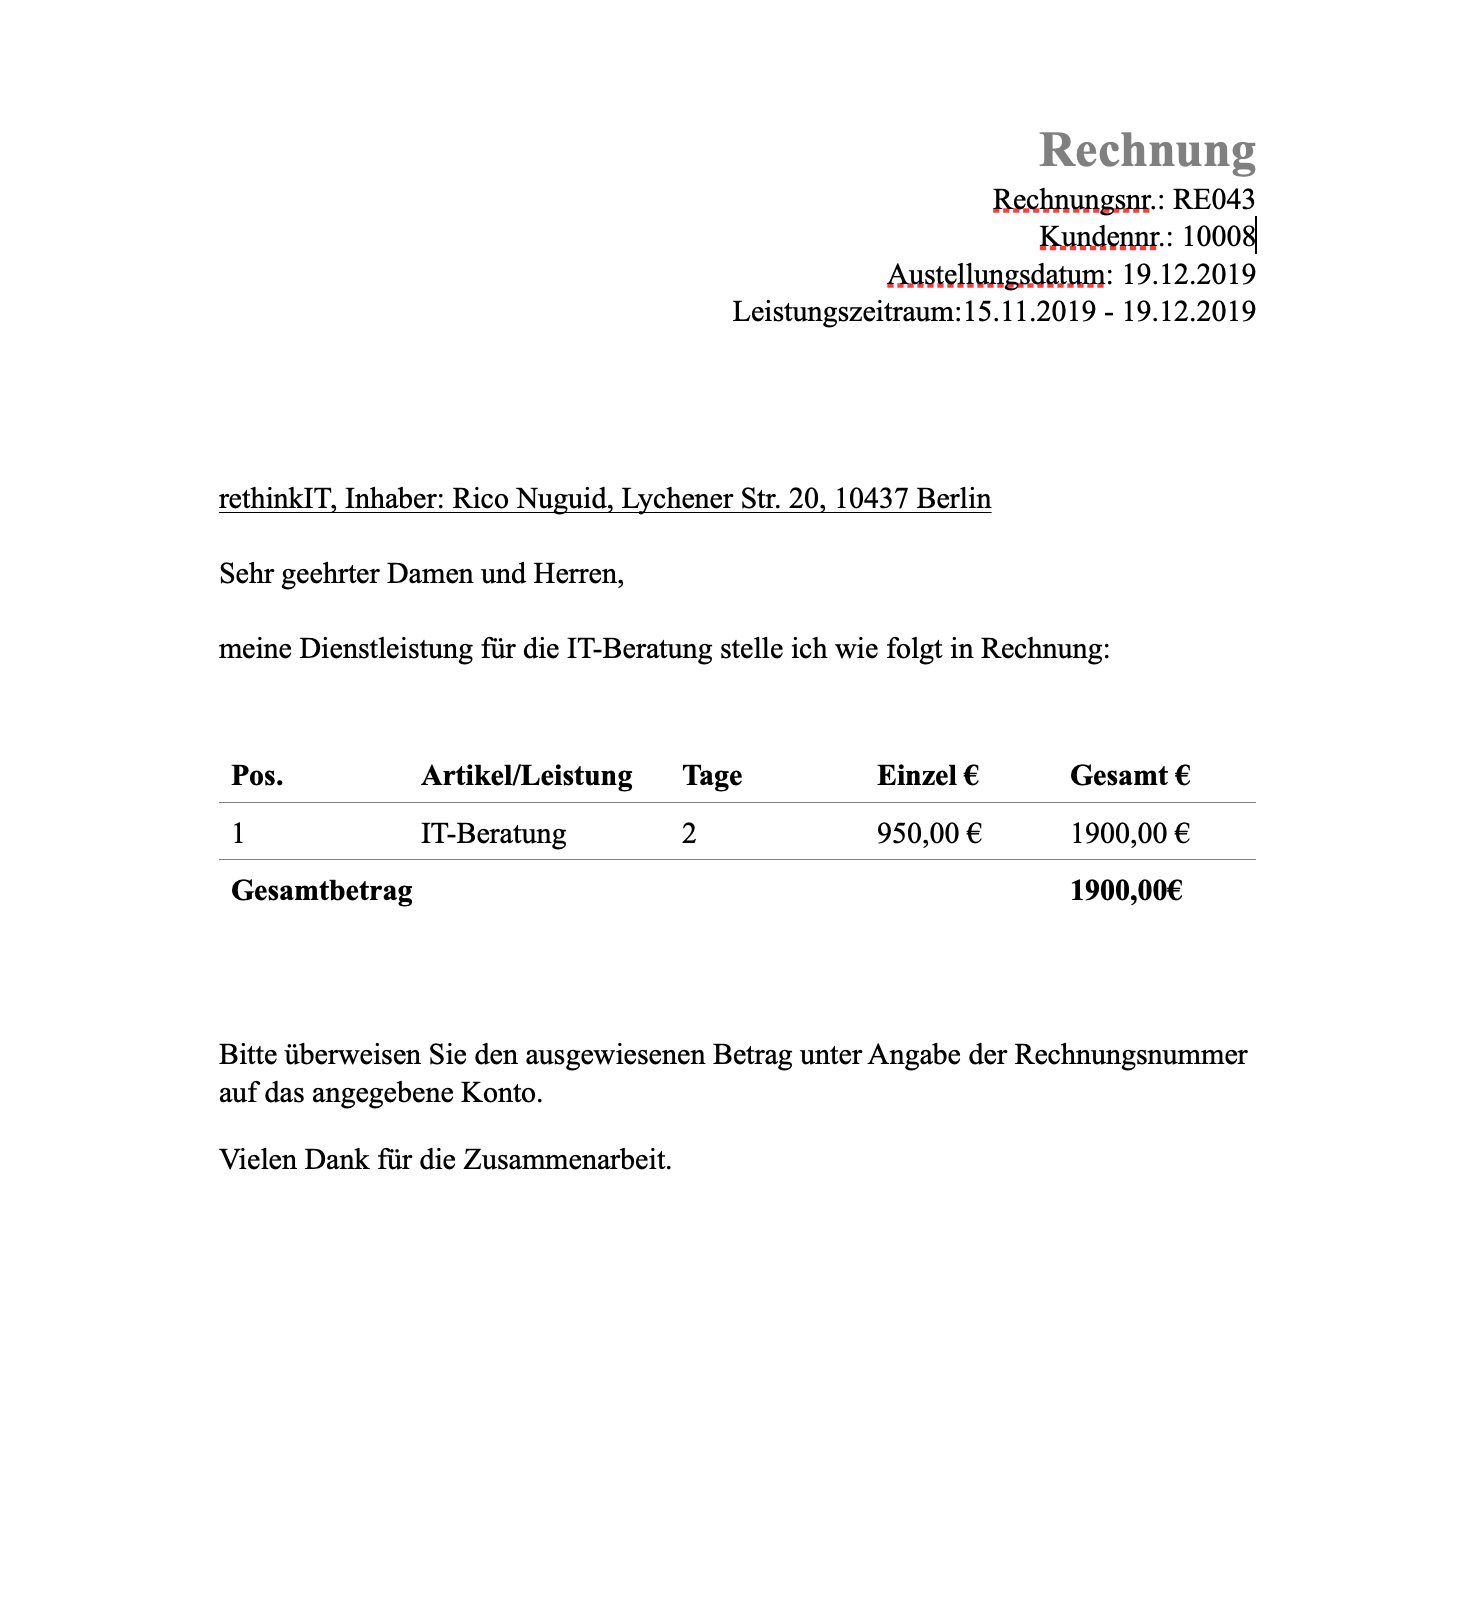 Rechnung
Rechnungsnr.: RE043
Kundennr.: 10008
Austellungsdatum: 19.12.2019
Leistungszeitraum:15.11.2019 - 19.12.2019
rethinkIT, Inhaber: Rico Nuguid, Lychener Str. 20, 10437 Berlin
Sehr geehrter Damen und Herren,
meine Dienstleistung für die IT-Beratung stelle ich wie folgt in Rechnung:
Pos. Artikel/Leistung Tage Einzel € Gesamt €
1 IT-Beratung 2 950,00 € 1900,00 €
Gesamtbetrag 1900,00€
Bitte überweisen Sie den ausgewiesenen Betrag unter Angabe der Rechnungsnummer
auf das angegebene Konto.
Vielen Dank für die Zusammenarbeit.